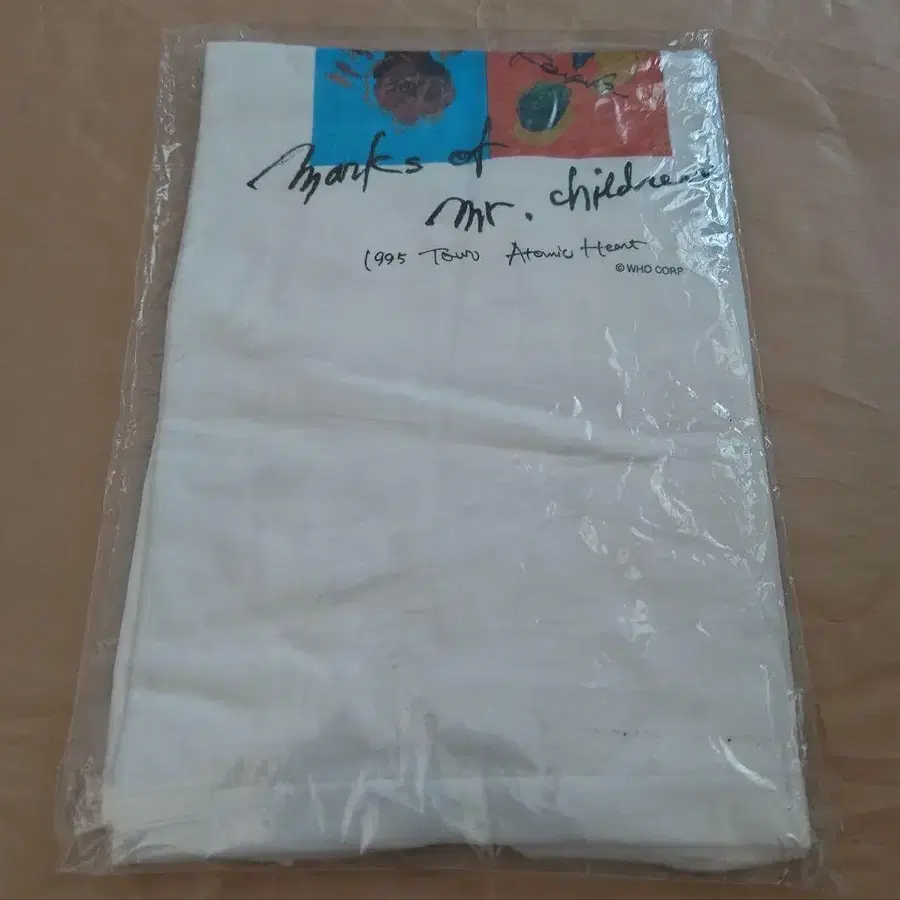 Marks of
Mr. Children
1995 Tour Atomic Heart
© WHO CORP